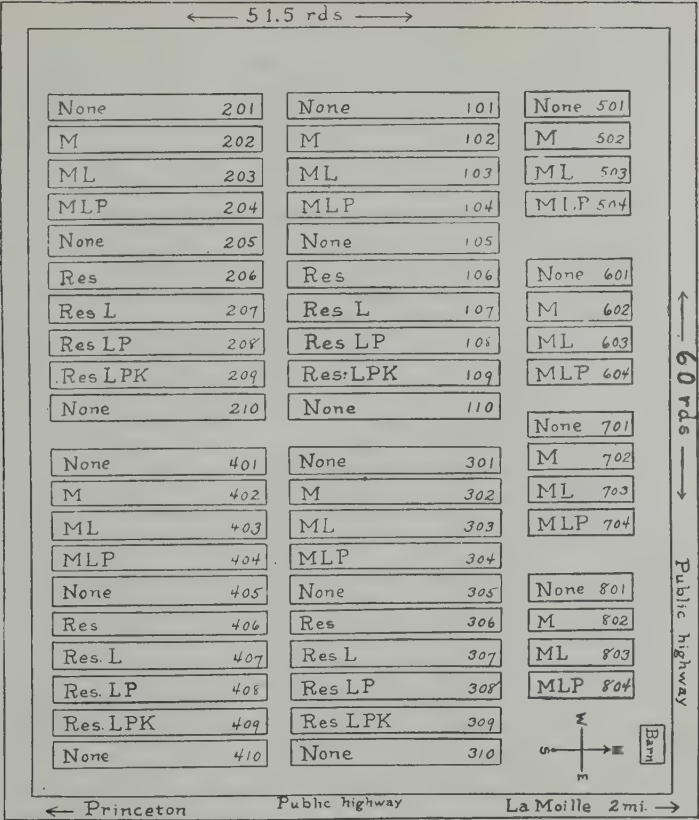 51.5 rds
None 201
M 202
ML 203
MLP 204
None 205
Res 206
Res L 207
Res LP 208
Res LPK 209
None 210
None 101
M 102
ML 103
MLP 104
None 105
Res 106
Res L 107
Res LP 108
Res: LPK 109
None 110
None 501
M 502
ML 503
MLP 504
None 601
M 602
ML 603
MLP 604
None 701
M 702
ML 703
MLP 704
None 801
M 802
ML 803
MLP 804
None 401
M 402
ML 403
MLP 404
None 405
Res 406
Res. L 407
Res. LP 408
Res. LPK 409
None 410
None 301
M 302
ML 303
MLP 304
None 305
Res 306
Res L 307
Res LP 308
Res LPK 309
None 310
60 rds
Public highway
W
S
E
Barn
Princeton
Public highway
La Moille 2 mi.